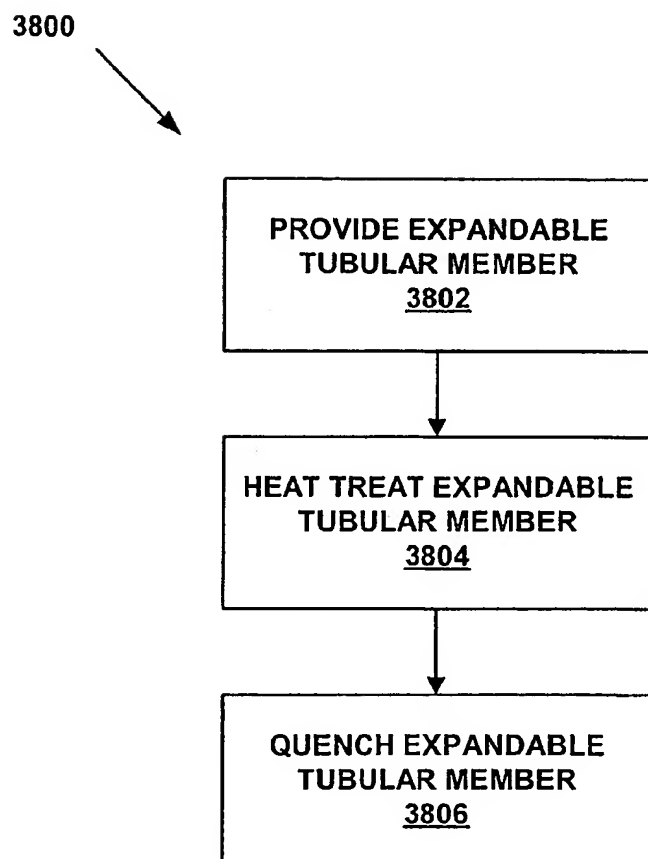 3800
PROVIDE EXPANDABLE
TUBULAR MEMBER
3802
HEAT TREAT EXPANDABLE
TUBULAR MEMBER
3804
QUENCH EXPANDABLE
TUBULAR MEMBER
3806